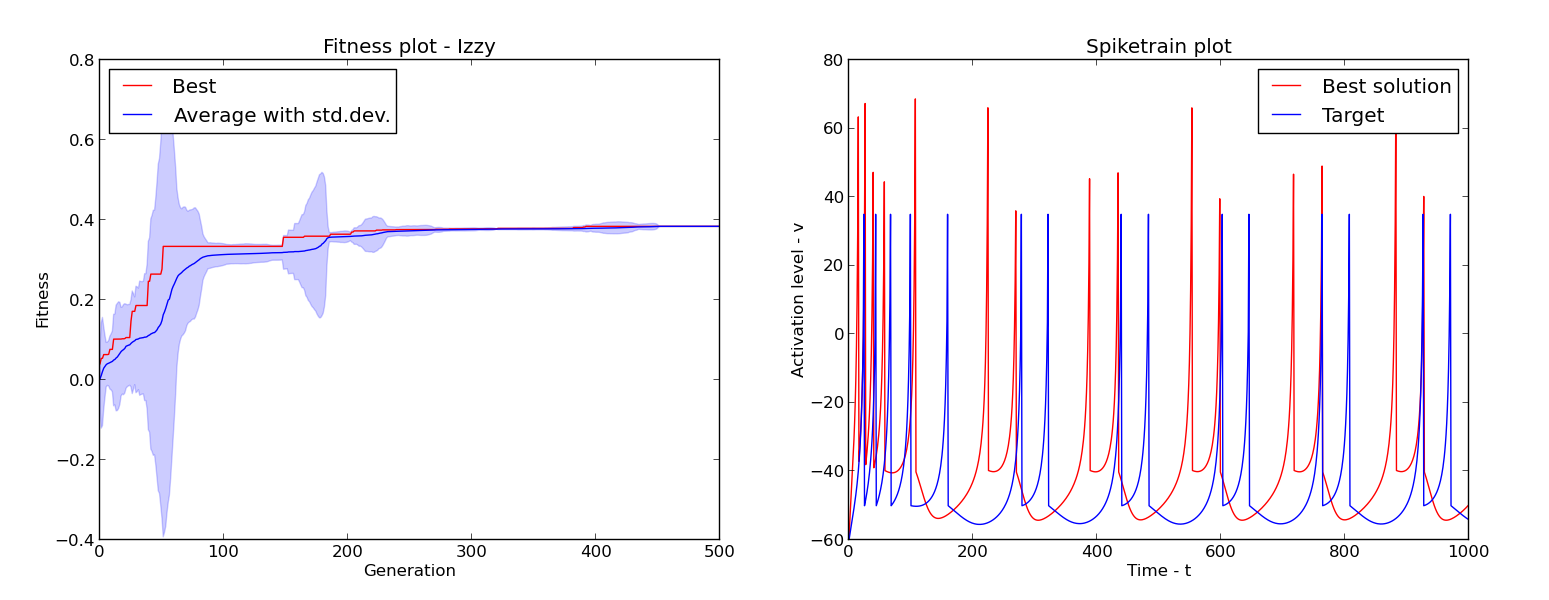 Fitness plot - Izzy
0.8
0.6
0.4
0.2
0.0
−0.2
−0.4
Fitness
Best
Average with std.dev.
0
100
200
300
400
500
Generation
Spiketrain plot
80
60
40
20
0
−20
−40
−60
Activation level - v
Best solution
Target
0
200
400
600
800
1000
Time - t